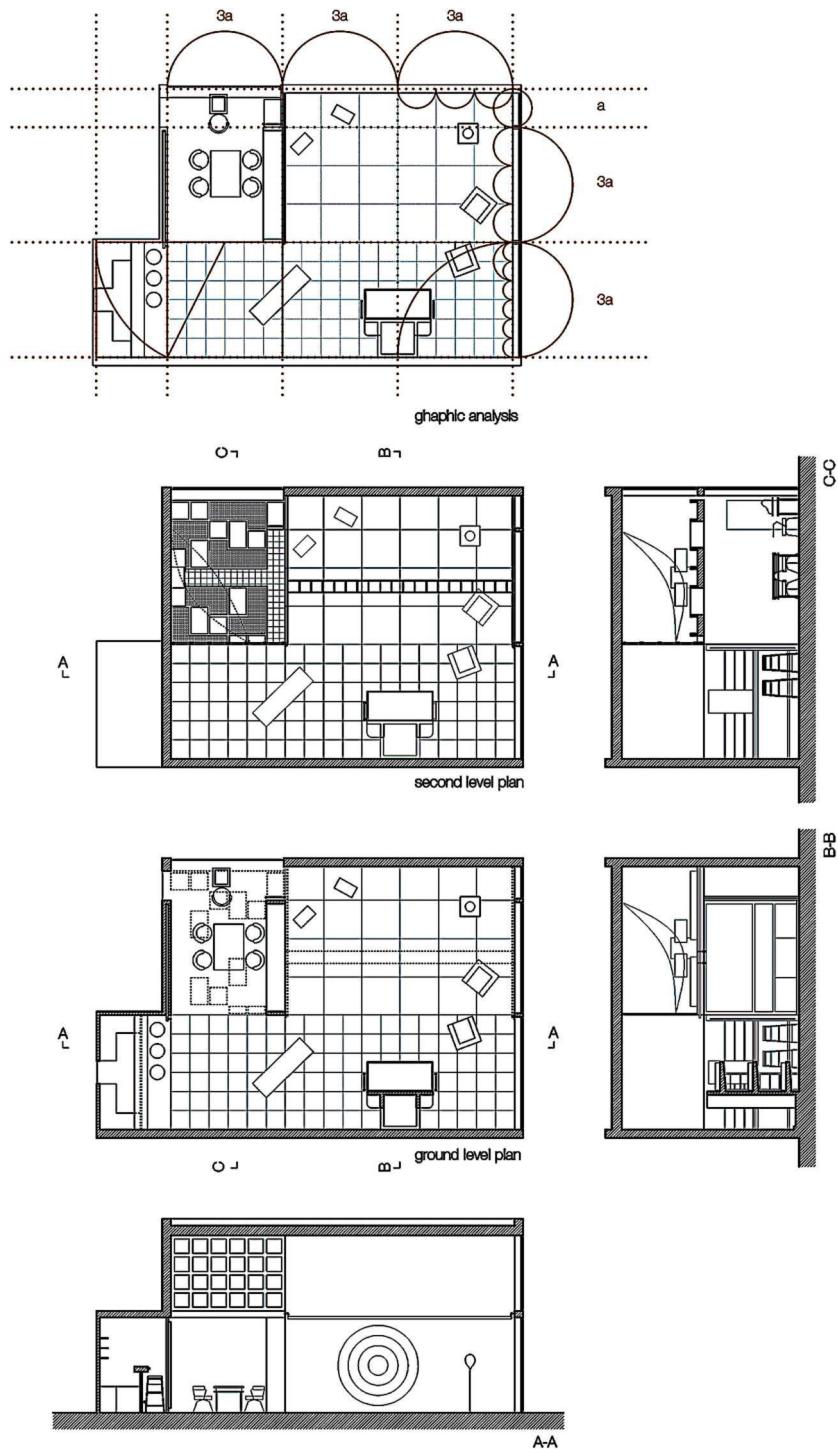 3a
3a
3a
a
3a
3a
ghaphic analysis
C
B
C-C
A
A
second level plan
B-B
A
A
C
B
ground level plan
A-A